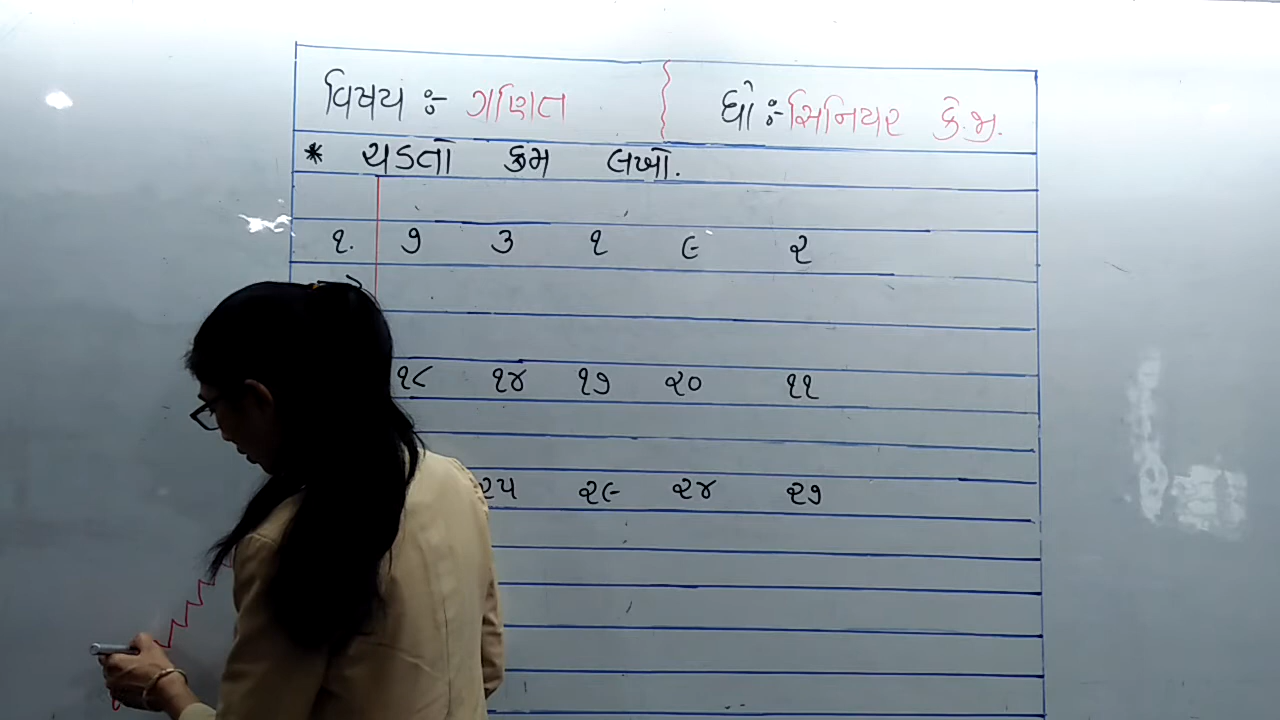 વિષય :- ગણિત ધો :- સિનિયર કે.જી.
* ચડતો ક્રમ લખો.
૧. ૭ ૩ ૧ ૯ ૨
૧૮ ૧૪ ૧૭ ૨૦ ૧૧
૨૫ ૨૯ ૨૪ ૨૭